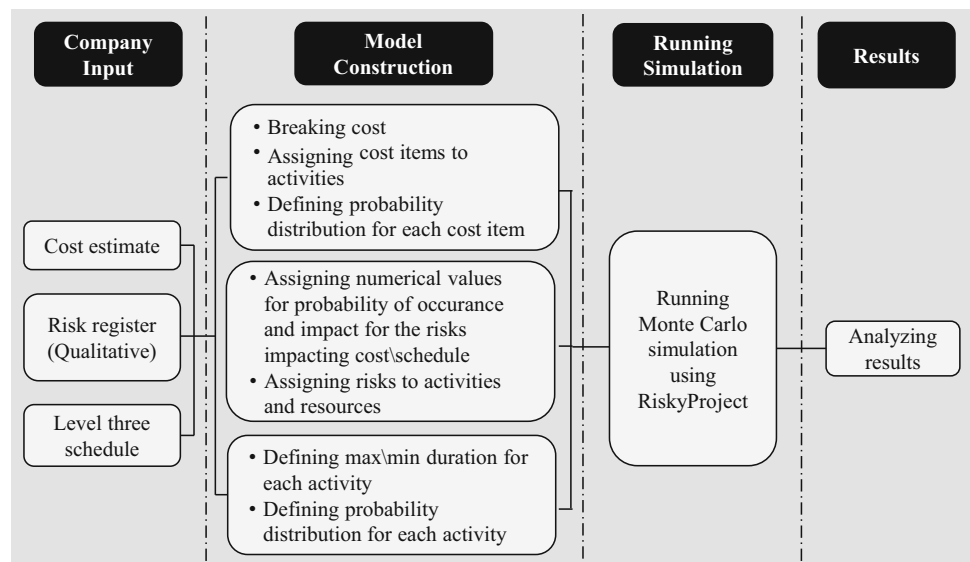 Company
Input
Model
Construction
Running
Simulation
Results
Cost estimate
Risk register
(Qualitative)
Level three
schedule
• Breaking cost
• Assigning cost items to
activities
• Defining probability
distribution for each cost item
• Assigning numerical values
for probability of occurance
and impact for the risks
impacting cost\schedule
• Assigning risks to activities
and resources
• Defining max\min duration for
each activity
• Defining probability
distribution for each activity
Running
Monte Carlo
simulation
using
RiskyProject
Analyzing
results